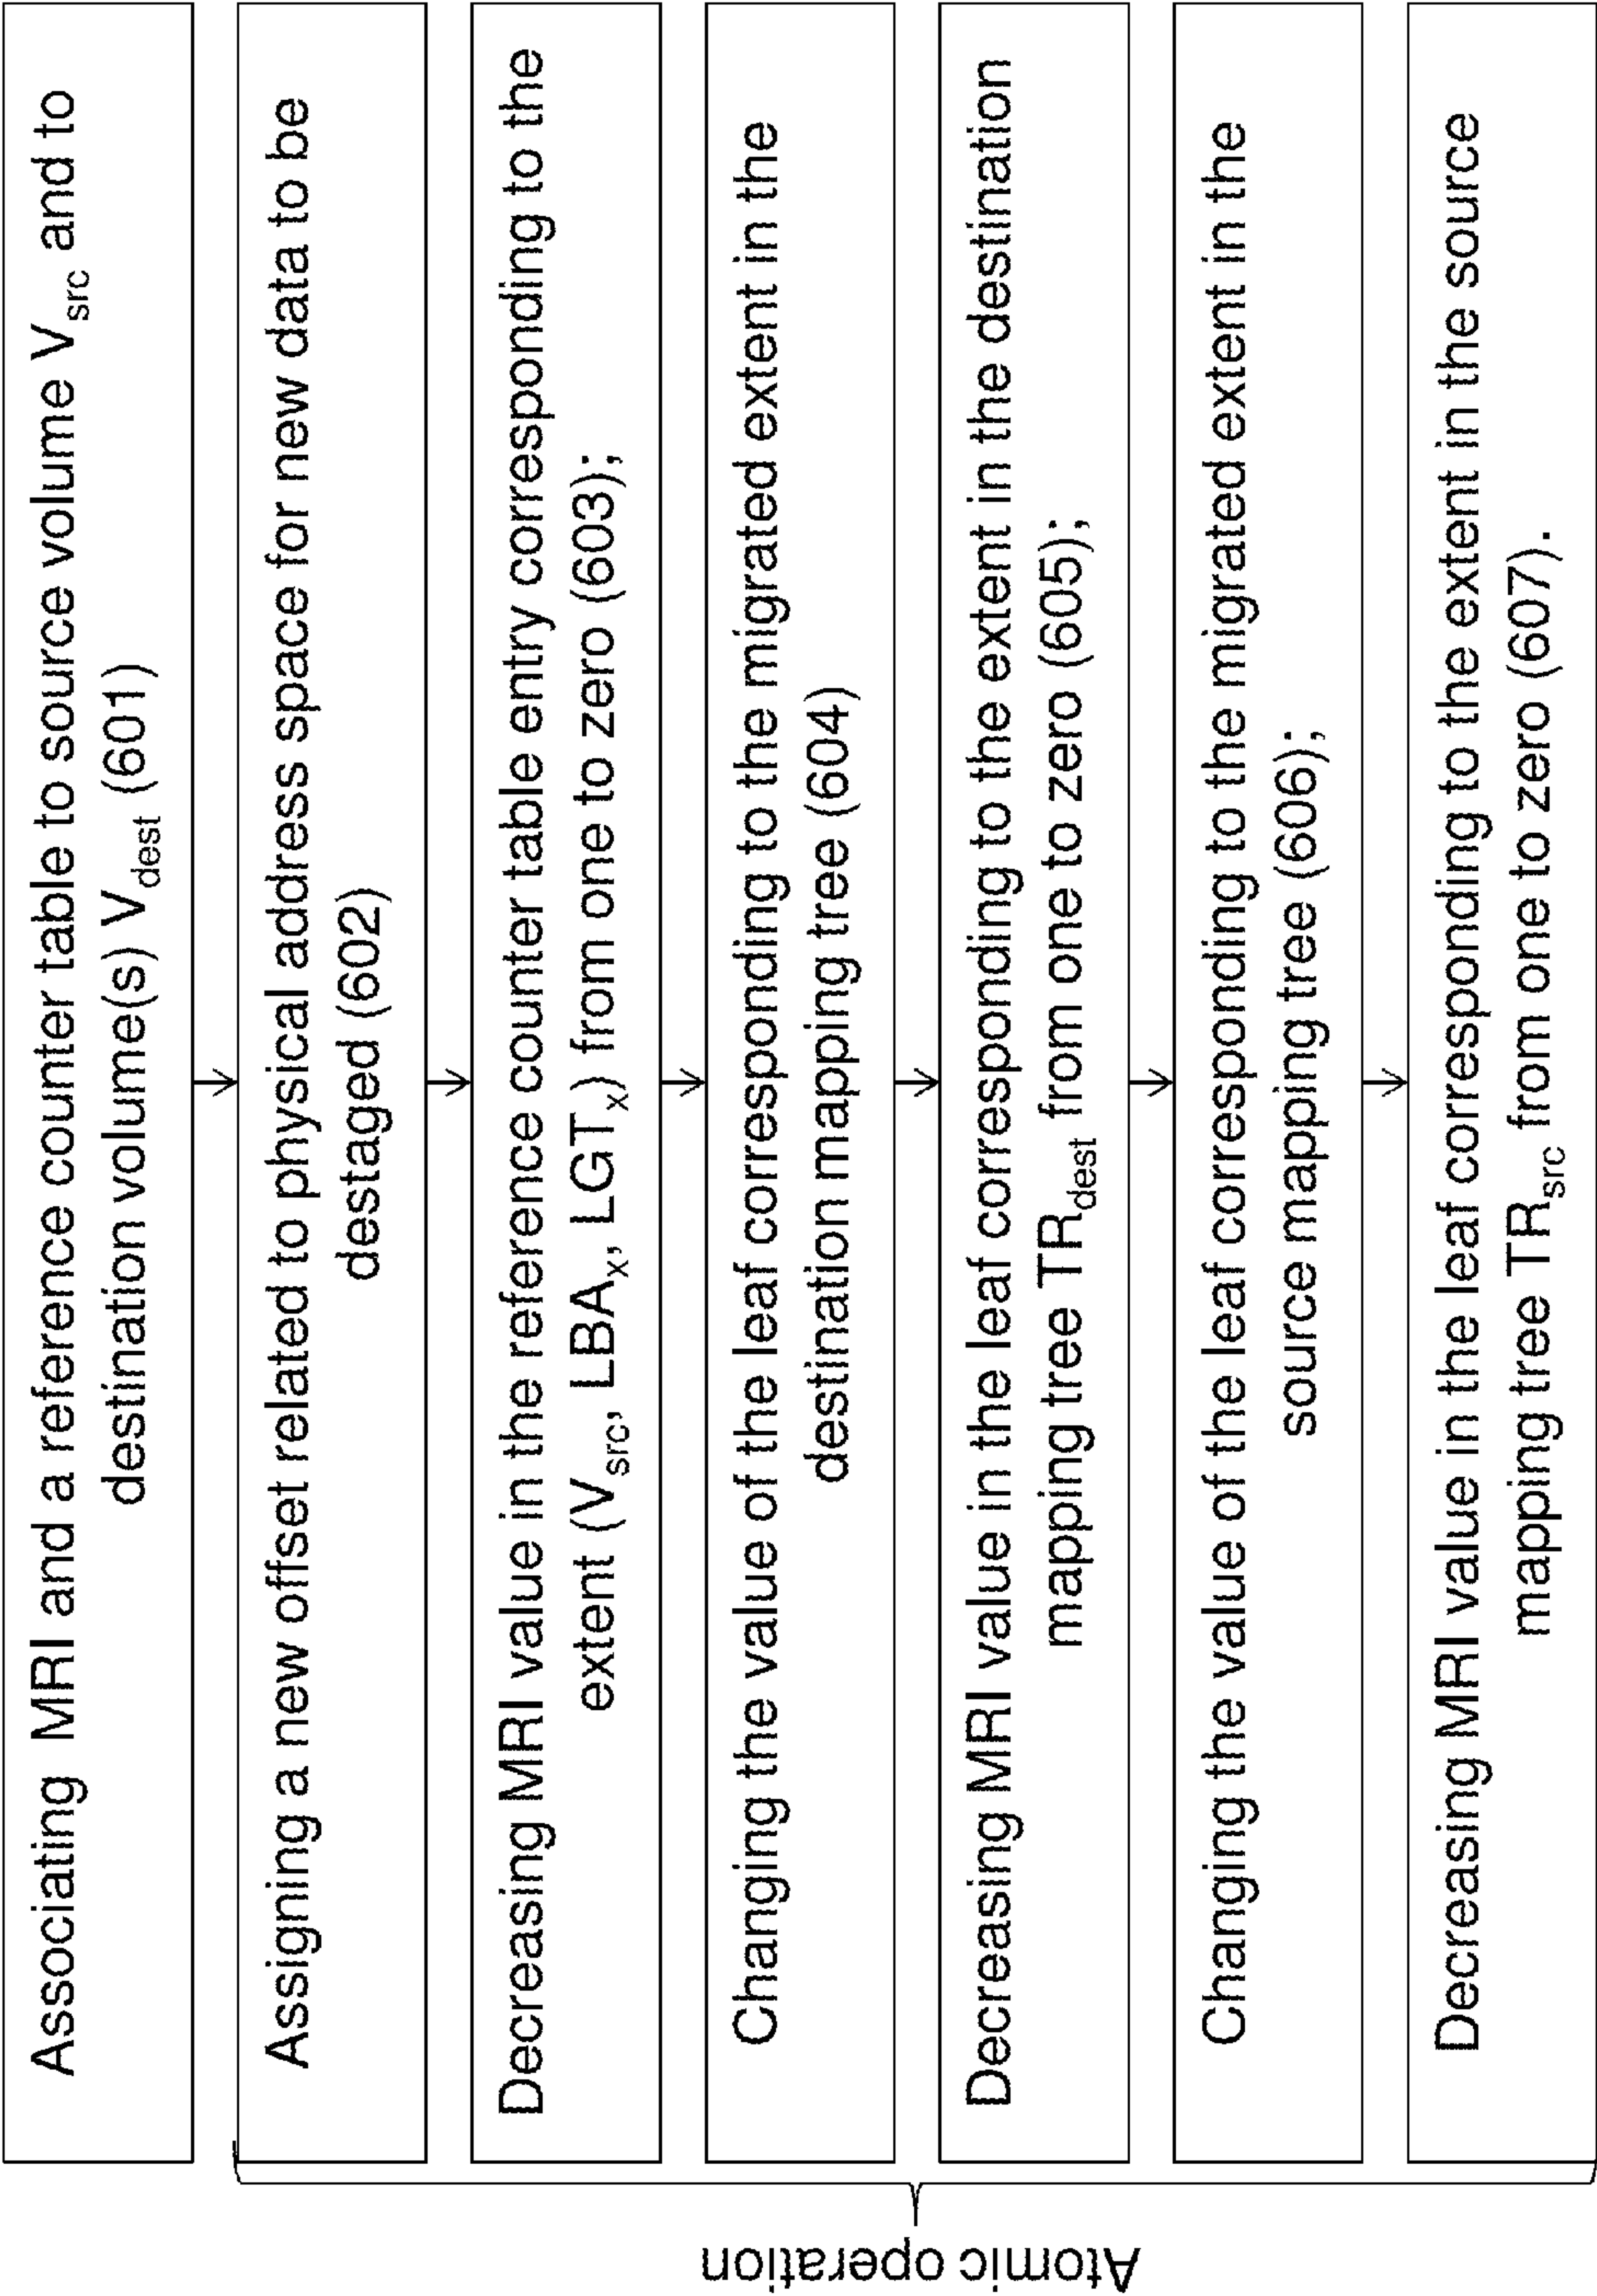 Associating MRI and a reference counter table to source volume Vsrc and to
destination volume(s) Vdest (601)
Assigning a new offset related to physical address space for new data to be
destaged (602)
Decreasing MRI value in the reference counter table entry corresponding to the
extent (Vsrc, LBAx, LGTx) from one to zero (603);
Changing the value of the leaf corresponding to the migrated extent in the
destination mapping tree (604)
Decreasing MRI value in the leaf corresponding to the extent in the destination
mapping tree TRdest from one to zero (605);
Changing the value of the leaf corresponding to the migrated extent in the
source mapping tree (606);
Decreasing MRI value in the leaf corresponding to the extent in the source
mapping tree TRsrc from one to zero (607).
Atomic operation